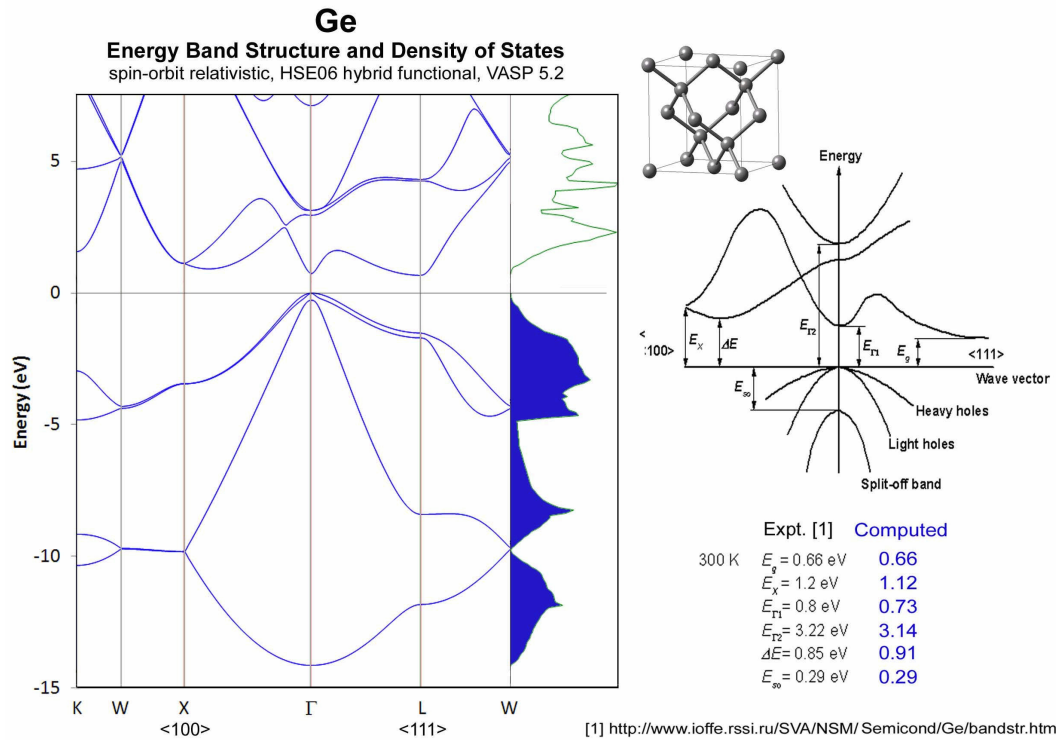 Ge
Energy Band Structure and Density of States
spin-orbit relativistic, HSE06 hybrid functional, VASP 5.2
Energy (eV)
5
0
-5
-10
-15
K W X Γ L W
<100> <111>
Energy
E_Γ2
E_X
ΔE
E_Γ1
E_g
<
:100>
<111>
Wave vector
E_so
Heavy holes
Light holes
Split-off band
Expt. [1] Computed
300 K E_g = 0.66 eV 0.66
E_X = 1.2 eV 1.12
E_Γ1 = 0.8 eV 0.73
E_Γ2 = 3.22 eV 3.14
ΔE = 0.85 eV 0.91
E_so = 0.29 eV 0.29
[1] http://www.ioffe.rssi.ru/SVA/NSM/ Semicond/Ge/bandstr.htm